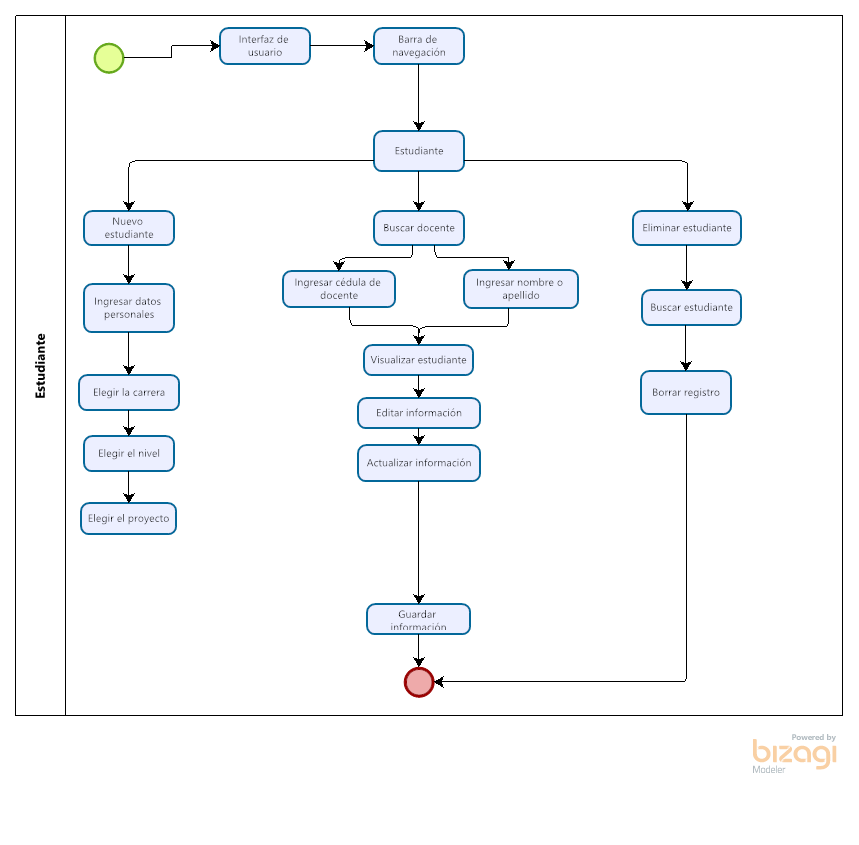 Estudiante
Interfaz de
usuario
Barra de
navegación
Estudiante
Nuevo
estudiante
Buscar docente
Eliminar estudiante
Ingresar datos
personales
Ingresar cédula de
docente
Ingresar nombre o
apellido
Buscar estudiante
Visualizar estudiante
Elegir la carrera
Borrar registro
Editar información
Elegir el nivel
Actualizar información
Elegir el proyecto
Guardar
información
Powered by
bizagi
Modeler